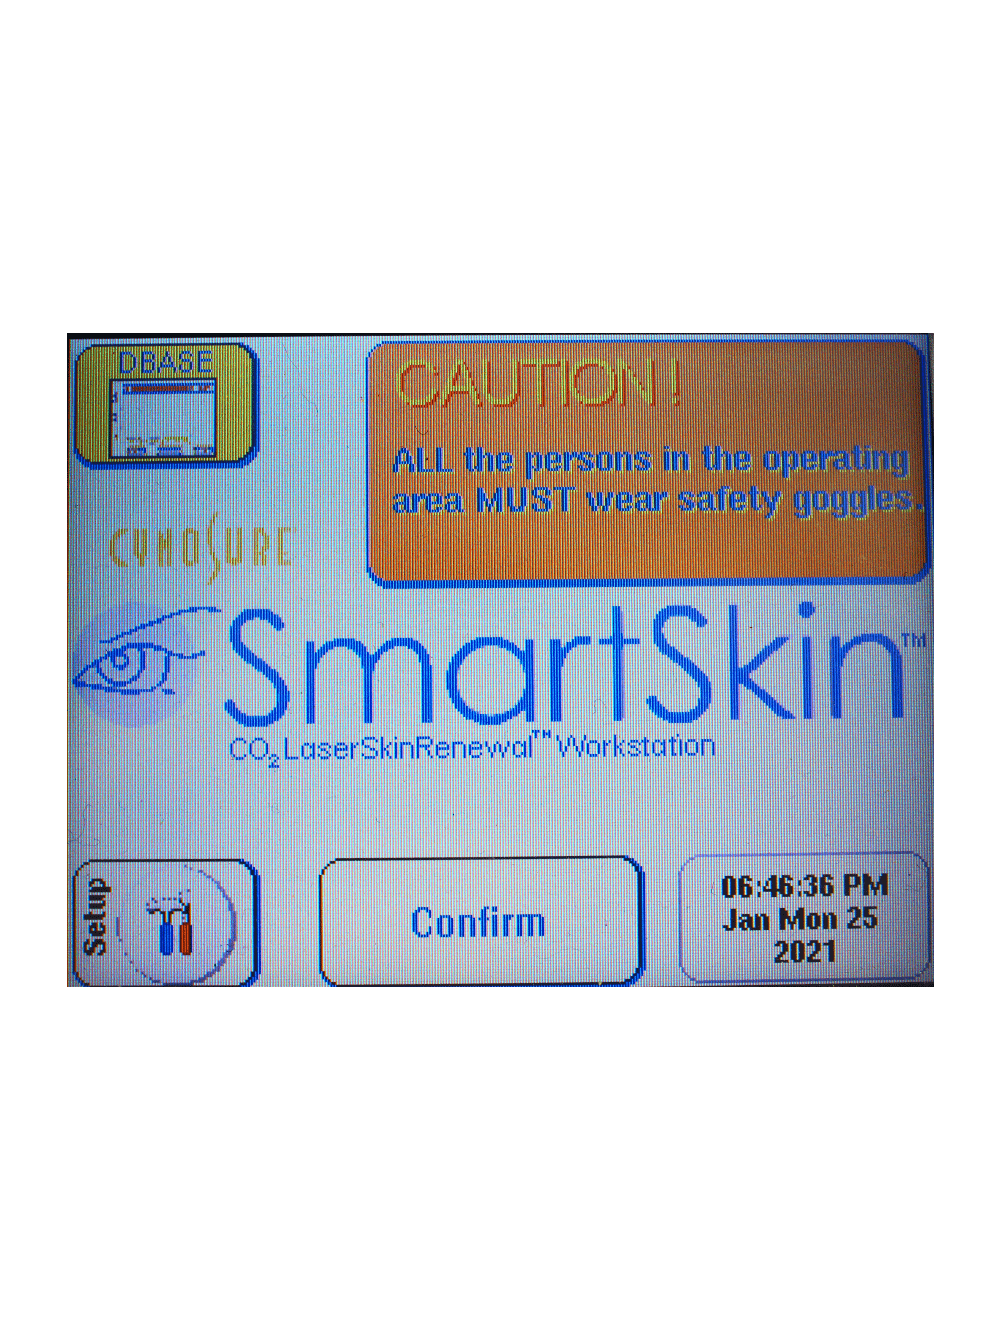 DBASE
CAUTION!
ALL the persons in the operating
area MUST wear safety goggles.
CYNOSURE
SmartSkin™
CO₂ LaserSkinRenewal™ Workstation
Setup
Confirm
06:46:36 PM
Jan Mon 25
2021